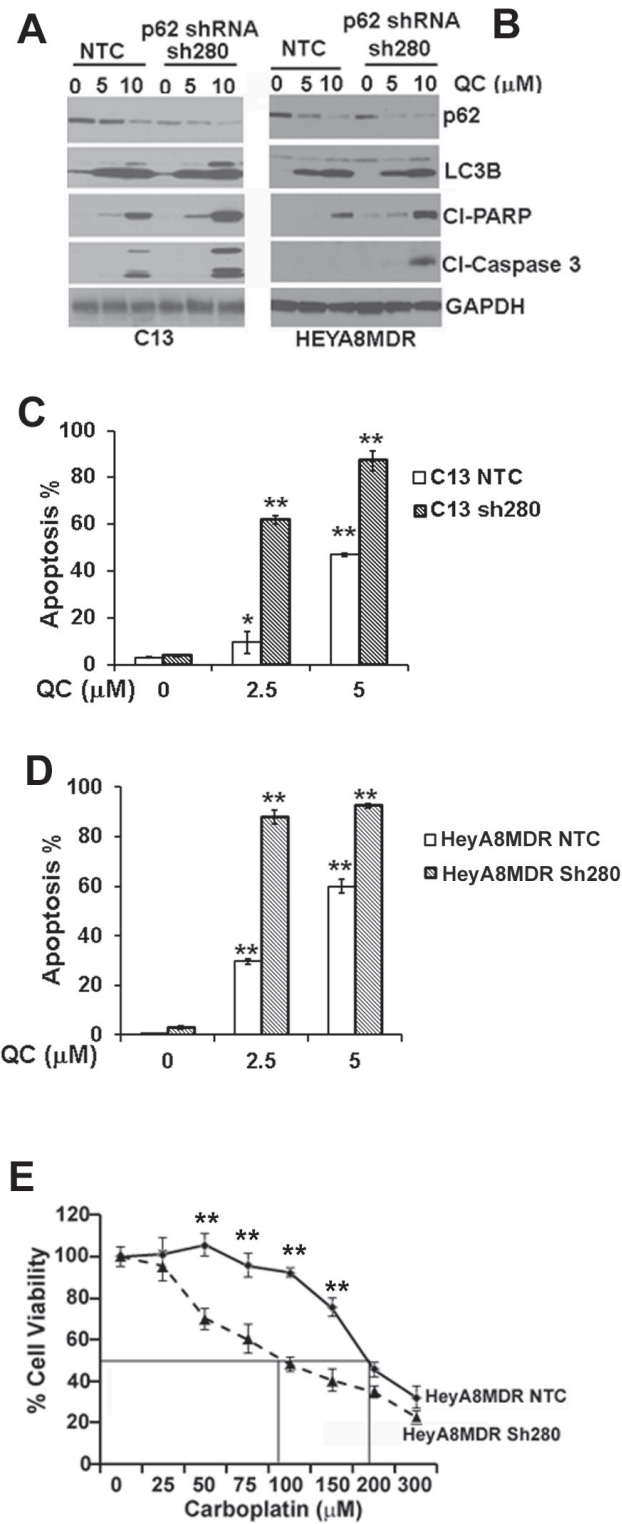 A
B
p62 shRNA
p62 shRNA
NTC
sh280
NTC
sh280
0 5 10 0 5 10
0 5 10 0 5 10
QC (μM)
p62
LC3B
Cl-PARP
Cl-Caspase 3
GAPDH
C13
HEYA8MDR
C
100
80
60
40
20
0
Apoptosis %
*
**
**
**
C13 NTC
C13 sh280
QC (μM)
0
2.5
5
D
100
80
60
40
20
0
Apoptosis %
**
**
**
**
HeyA8MDR NTC
HeyA8MDR Sh280
QC (μM)
0
2.5
5
E
120
100
80
60
40
20
0
% Cell Viability
**
**
**
**
HeyA8MDR NTC
HeyA8MDR Sh280
0 25 50 75 100 150 200 300
Carboplatin (μM)